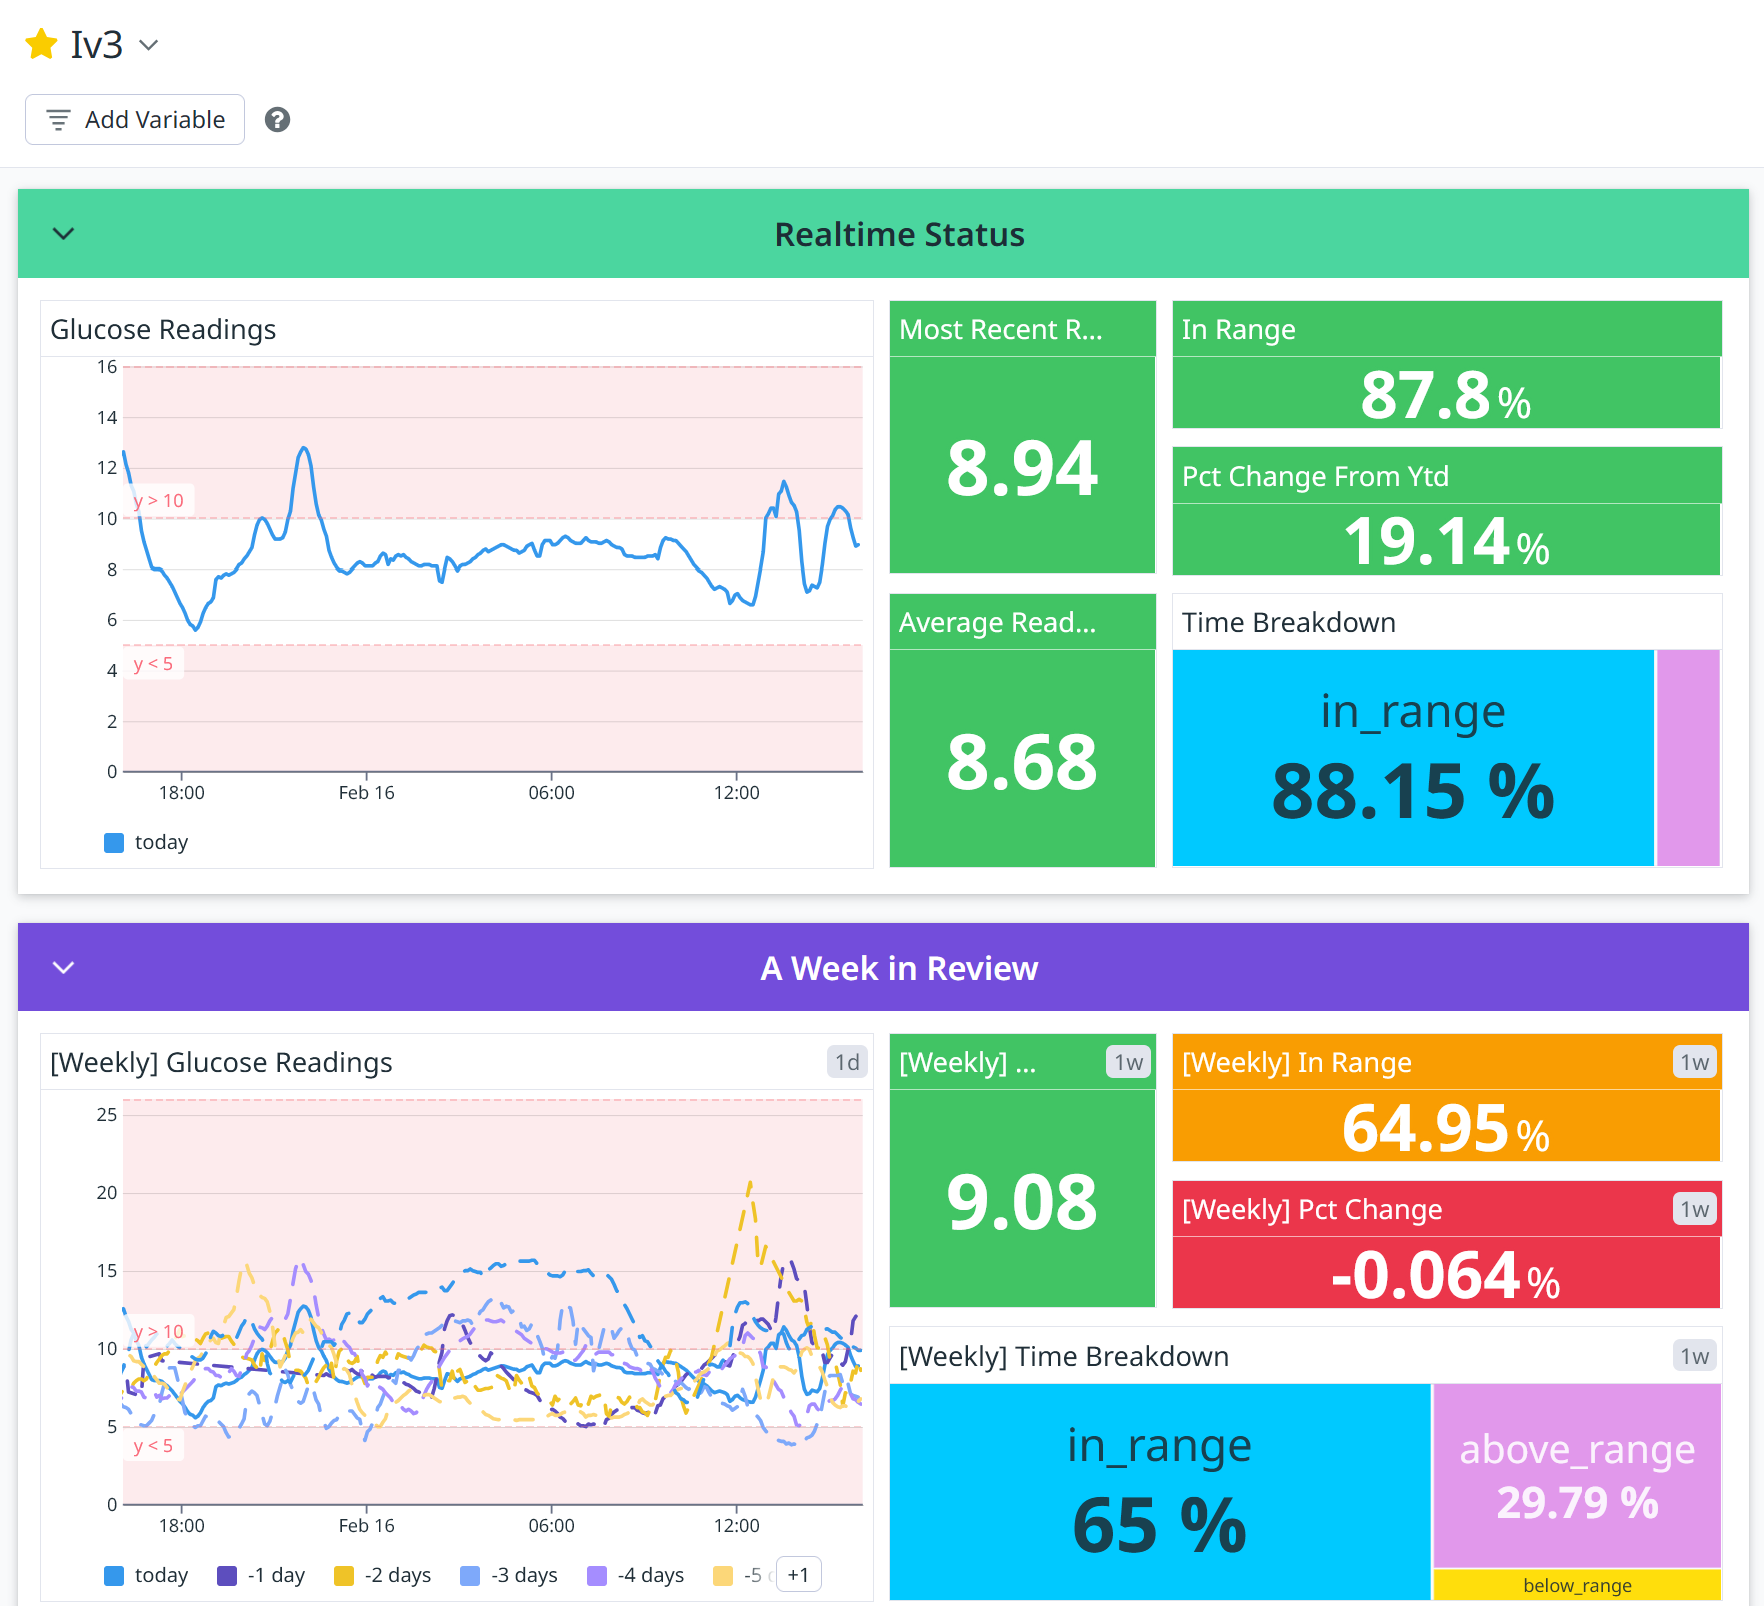 Iv3
Add Variable
?
Realtime Status
Glucose Readings
16
14
12
y > 10
10
8
6
y < 5
4
2
0
18:00 Feb 16 06:00 12:00
today
Most Recent R...
8.94
In Range
87.8 %
Pct Change From Ytd
19.14 %
Average Read...
8.68
Time Breakdown
in_range
88.15 %
A Week in Review
[Weekly] Glucose Readings 1d
25
20
15
y > 10
10
5
y < 5
0
18:00 Feb 16 06:00 12:00
today -1 day -2 days -3 days -4 days -5 +1
[Weekly] ... 1w
9.08
[Weekly] In Range 1w
64.95 %
[Weekly] Pct Change 1w
-0.064 %
[Weekly] Time Breakdown 1w
in_range
65 %
above_range
29.79 %
below_range